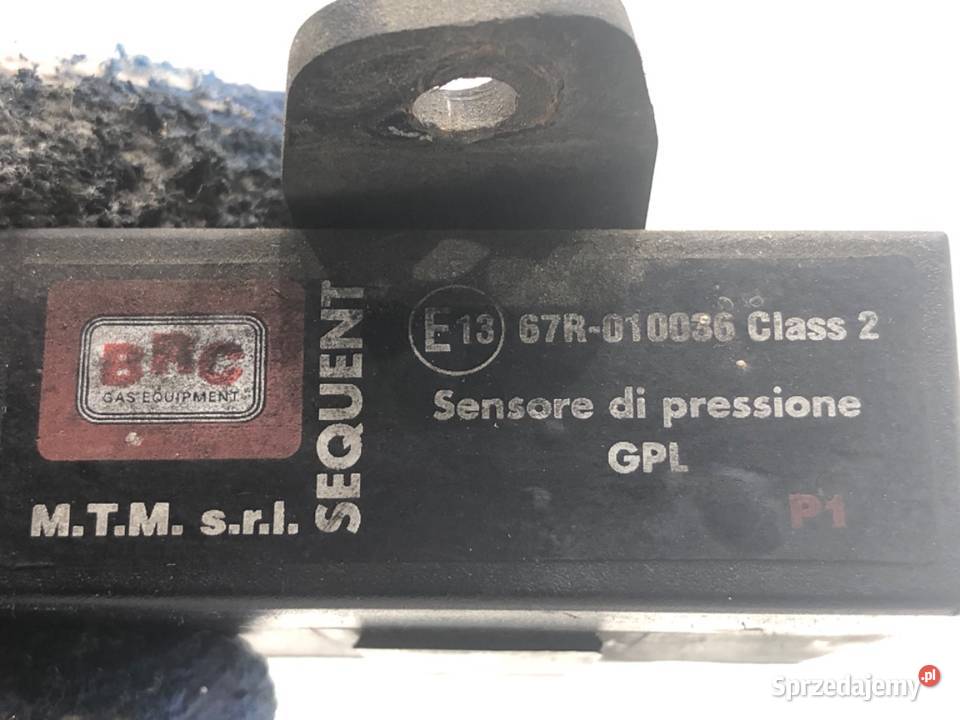 BRC
GAS EQUIPMENT
M.T.M. s.r.l.
SEQUENT
E13 67R-010036 Class 2
Sensore di pressione
GPL
P1
Sprzedajemy.pl